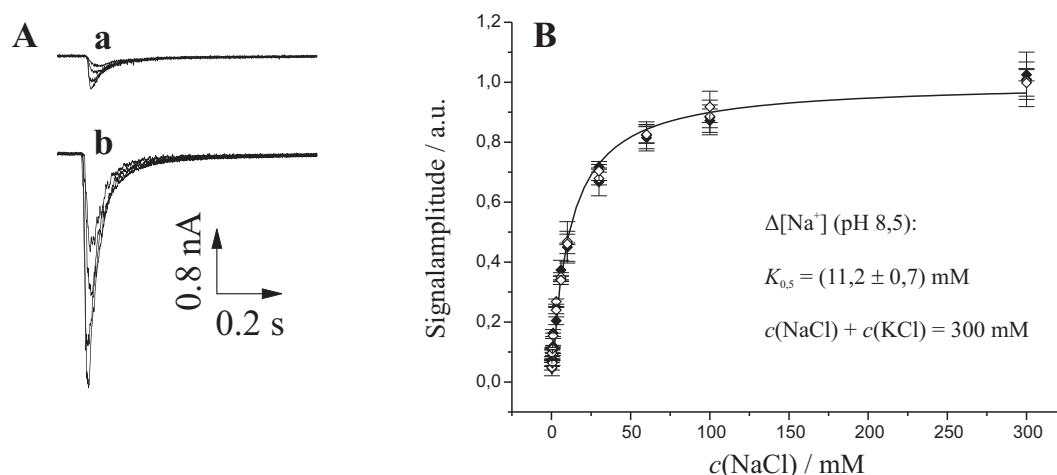 A
a
b
0.8 nA
0.2 s
B
Signalamplitude / a.u.
1,2
1,0
0,8
0,6
0,4
0,2
0,0
Δ[Na⁺] (pH 8,5):
K₀,₅ = (11,2 ± 0,7) mM
c(NaCl) + c(KCl) = 300 mM
0 50 100 150 200 250 300
c(NaCl) / mM